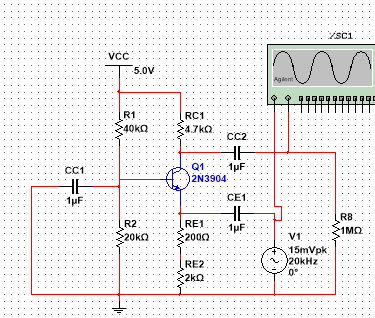 XSC1
Agilent
VCC
5.0V
R1
40kΩ
RC1
4.7kΩ
CC2
1µF
Q1
2N3904
CC1
1µF
CE1
1µF
R2
20kΩ
RE1
200Ω
RE2
2kΩ
V1
15mVpk
20kHz
0°
R8
1MΩ